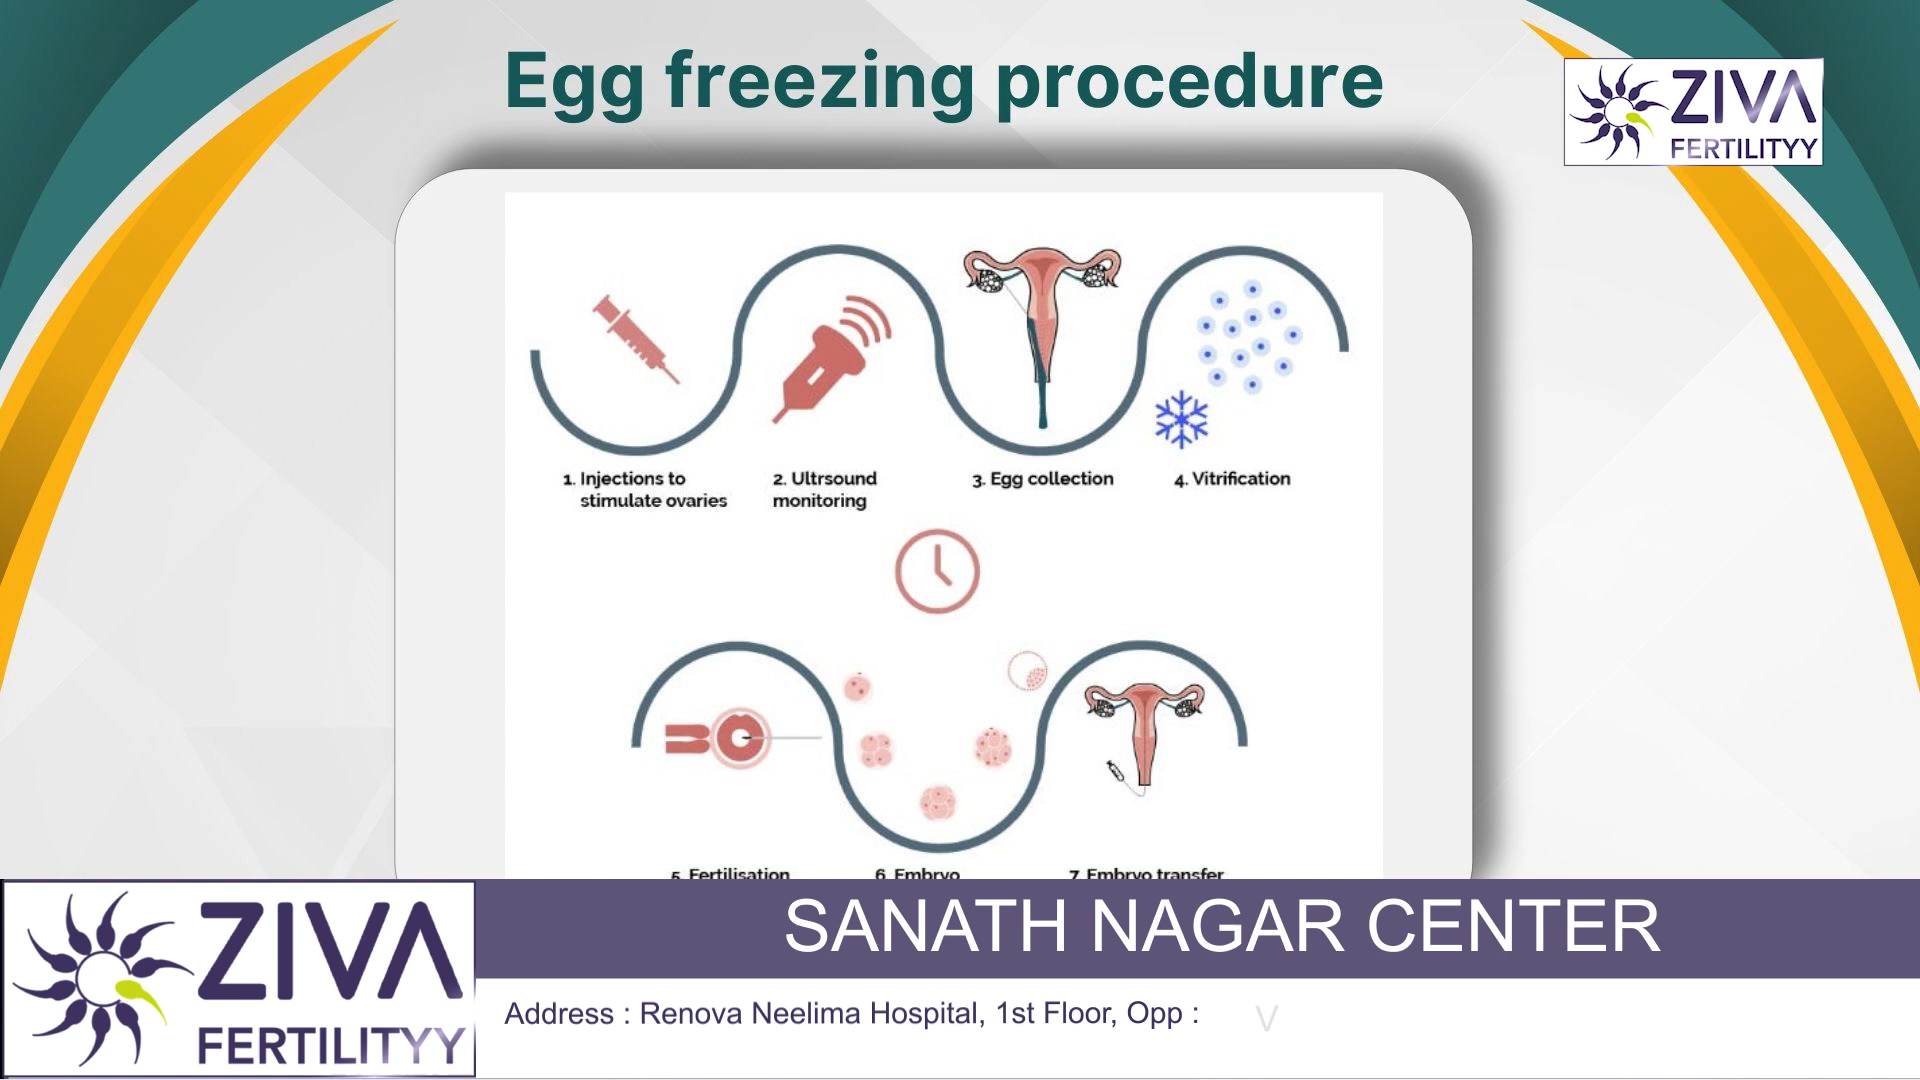 Egg freezing procedure
ZIVA
FERTILITYY
1. Injections to
stimulate ovaries
2. Ultrsound
monitoring
3. Egg collection
4. Vitrification
5. Fertilisation
6. Embryo
7. Embryo transfer
ZIVA
FERTILITYY
SANATH NAGAR CENTER
Address : Renova Neelima Hospital, 1st Floor, Opp :
V